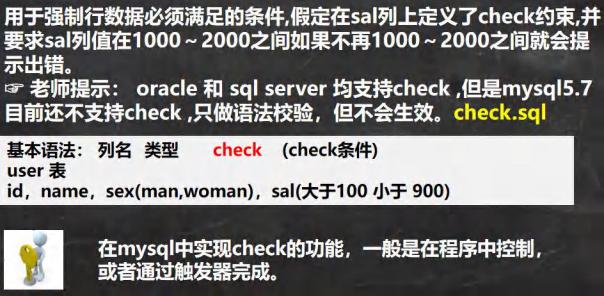 用于强制行数据必须满足的条件,假定在sal列上定义了check约束,并
要求sal列值在1000~2000之间如果不再1000~2000之间就会提
示出错。
☞ 老师提示: oracle 和 sql server 均支持check ,但是mysql5.7
目前还不支持check ,只做语法校验，但不会生效。check.sql
基本语法： 列名 类型 check (check条件)
user 表
id，name，sex(man,woman)，sal(大于100 小于 900)
在mysql中实现check的功能，一般是在程序中控制，
或者通过触发器完成。